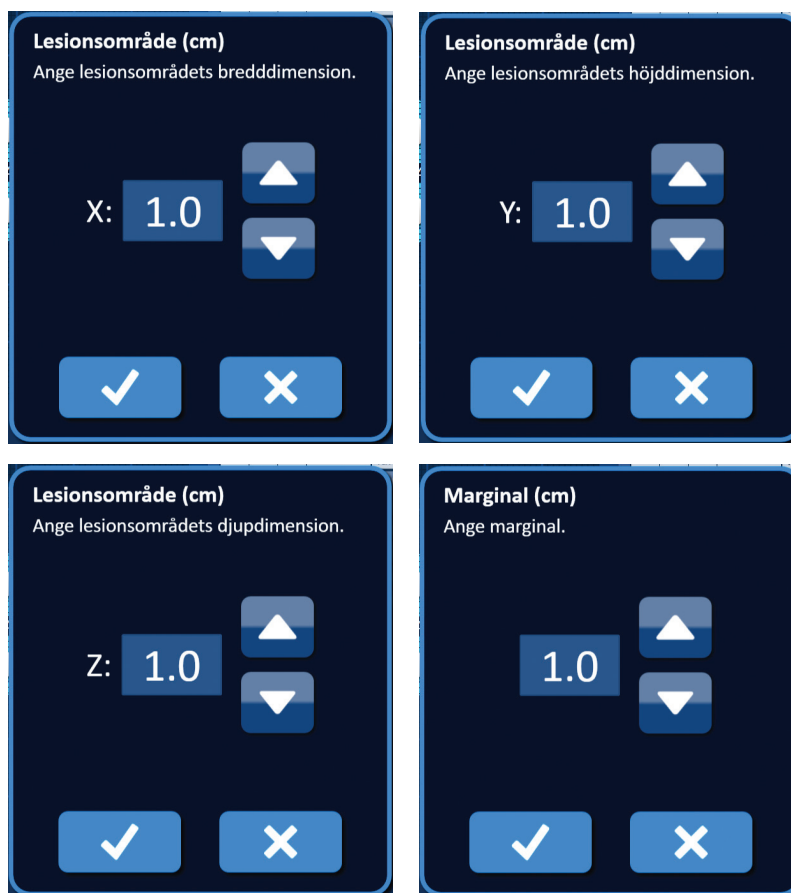 Lesionsområde (cm)
Ange lesionsområdets bredddimension.
X: 1.0
Lesionsområde (cm)
Ange lesionsområdets höjddimension.
Y: 1.0
Lesionsområde (cm)
Ange lesionsområdets djupdimension.
Z: 1.0
Marginal (cm)
Ange marginal.
1.0